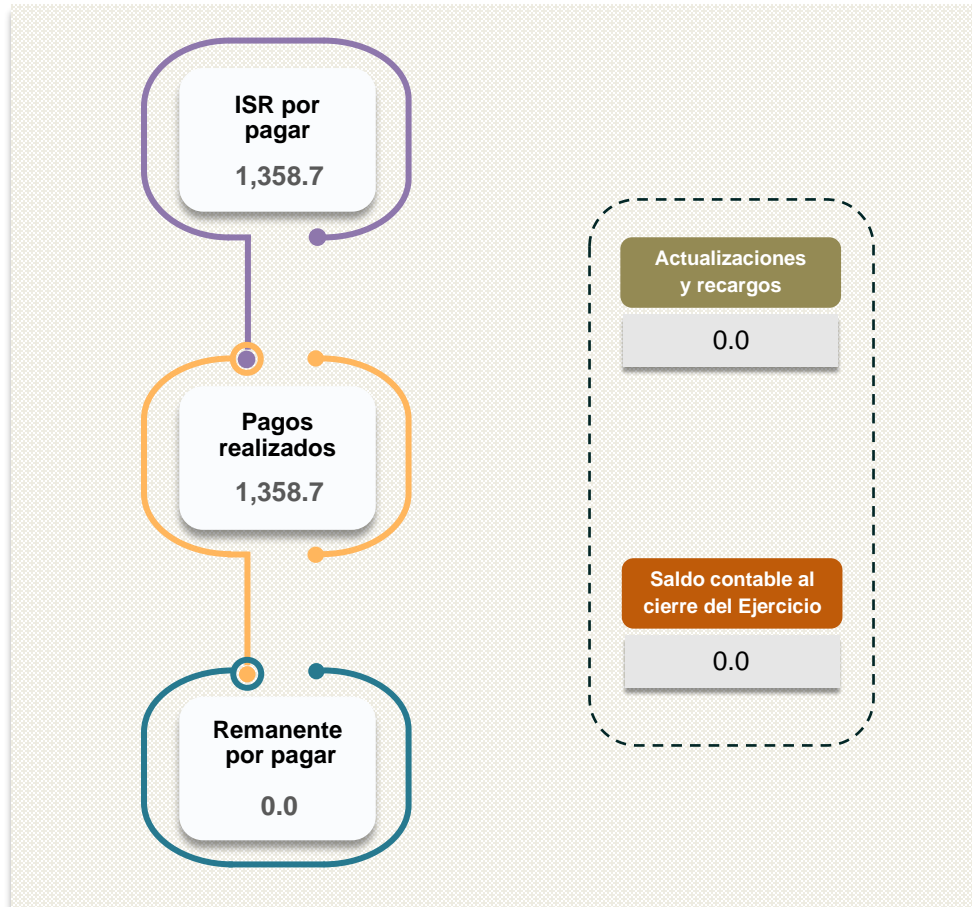 ISR por
pagar
1,358.7
Pagos
realizados
1,358.7
Remanente
por pagar
0.0
Actualizaciones
y recargos
0.0
Saldo contable al
cierre del Ejercicio
0.0